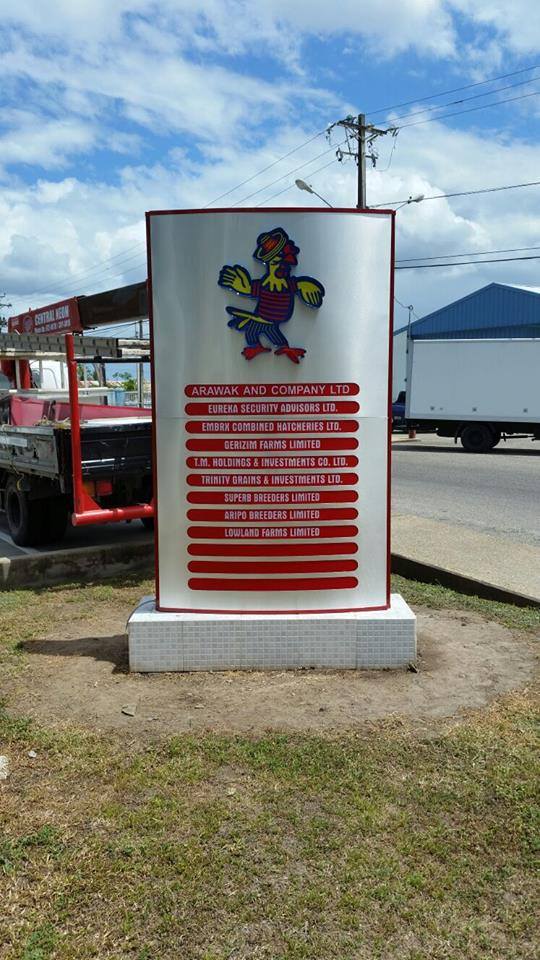 CENTRAL NEON
ARAWAK AND COMPANY LTD
EUREKA SECURITY ADVISORS LTD.
EMBRX COMBINED HATCHERIES LTD.
GERIZIM FARMS LIMITED
T.M. HOLDINGS & INVESTMENTS CO. LTD.
TRINITY GRAINS & INVESTMENTS LTD.
SUPERB BREEDERS LIMITED
ARIPO BREEDERS LIMITED
LOWLAND FARMS LIMITED